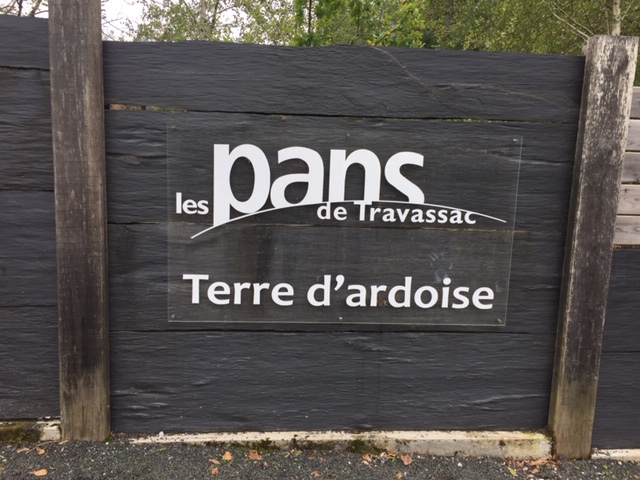 les pans
de Travassac
Terre d'ardoise